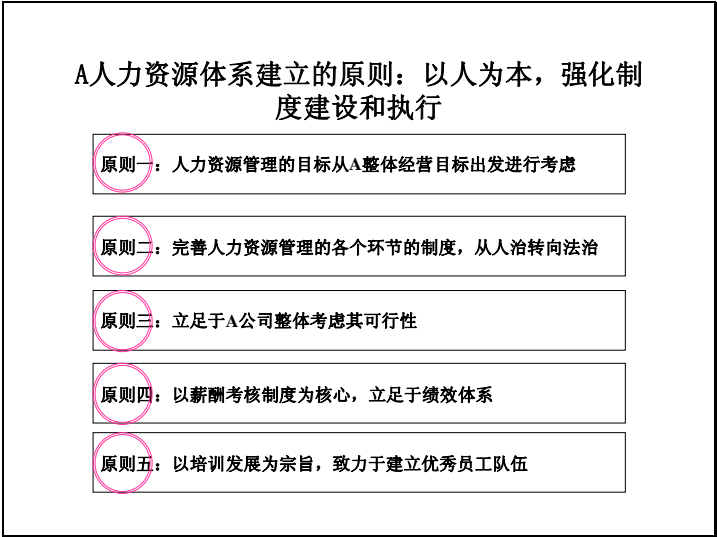 A人力资源体系建立的原则：以人为本，强化制
度建设和执行
原则一：人力资源管理的目标从A整体经营目标出发进行考虑
原则二：完善人力资源管理的各个环节的制度，从人治转向法治
原则三：立足于A公司整体考虑其可行性
原则四：以薪酬考核制度为核心，立足于绩效体系
原则五：以培训发展为宗旨，致力于建立优秀员工队伍